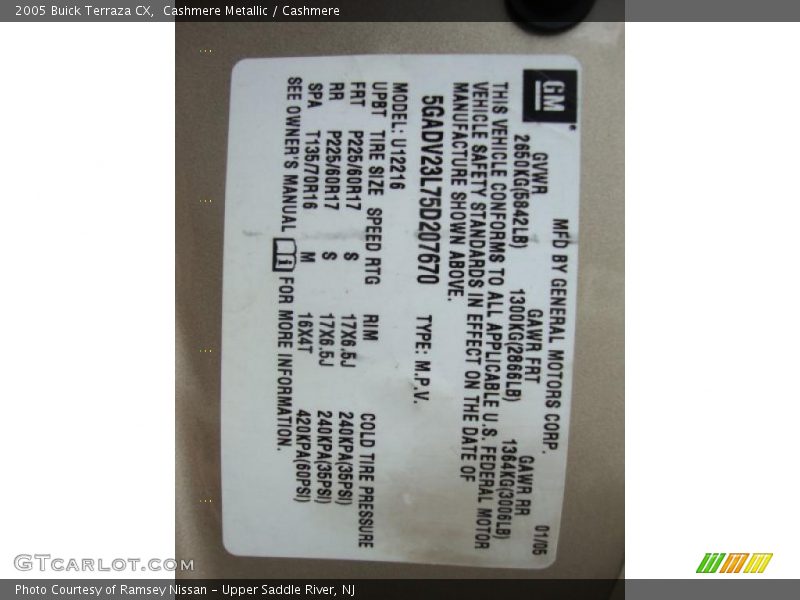 2005 Buick Terraza CX,  Cashmere Metallic / Cashmere
GM
MFD BY GENERAL MOTORS CORP. 01/05
GVWR GAWR FRT GAWR RR
2650KG(5842LB) 1300KG(2866LB) 1364KG(3006LB)
THIS VEHICLE CONFORMS TO ALL APPLICABLE U.S. FEDERAL MOTOR
VEHICLE SAFETY STANDARDS IN EFFECT ON THE DATE OF
MANUFACTURE SHOWN ABOVE.
5GADV23L75D207670 TYPE: M.P.V.
MODEL: U12216
UPBT TIRE SIZE SPEED RTG RIM COLD TIRE PRESSURE
FRT P225/60R17 S 17X6.5J 240KPA(35PSI)
RR P225/60R17 S 17X6.5J 240KPA(35PSI)
SPA T135/70R16 M 16X4T 420KPA(60PSI)
SEE OWNER'S MANUAL i FOR MORE INFORMATION.
GTCARLOT.COM
Photo Courtesy of Ramsey Nissan - Upper Saddle River, NJ